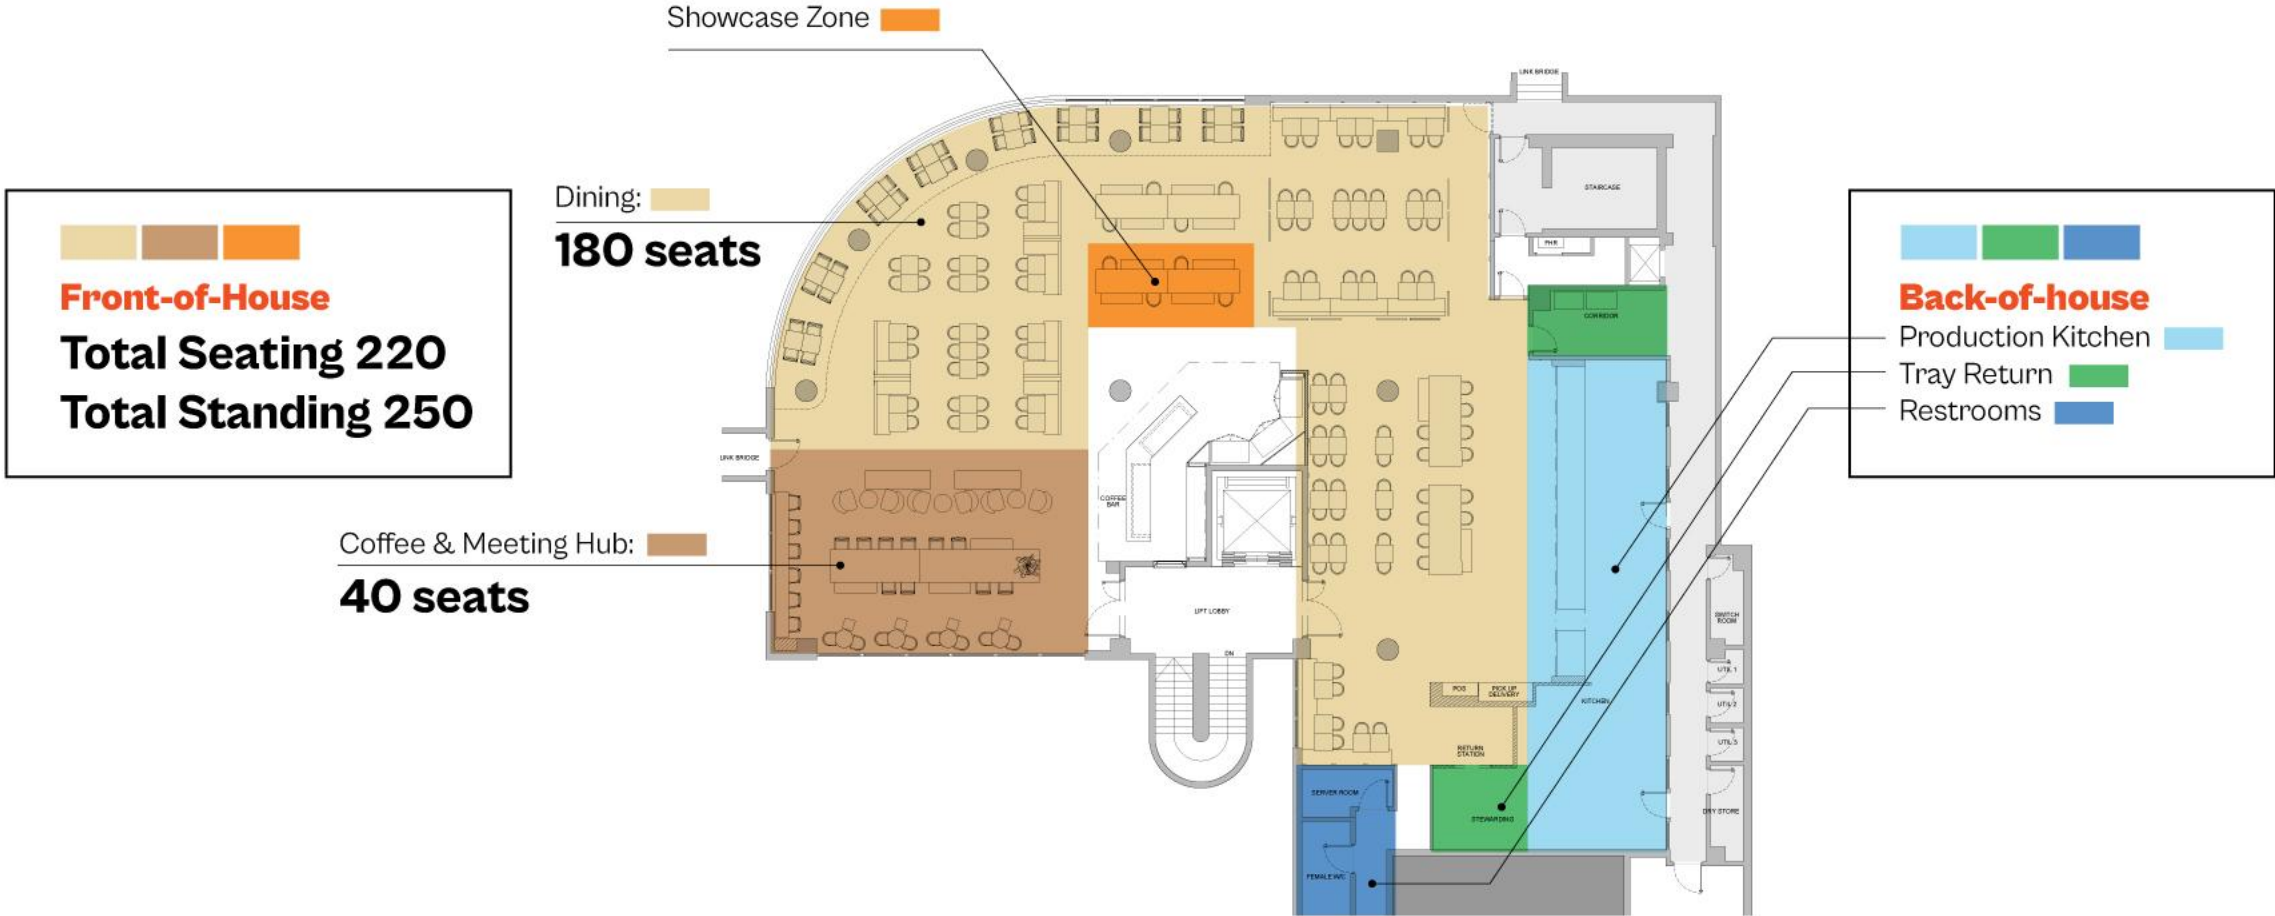 Showcase Zone
Dining:
180 seats
Front-of-House
Total Seating 220
Total Standing 250
Coffee & Meeting Hub:
40 seats
Back-of-house
Production Kitchen
Tray Return
Restrooms
LINK BRIDGE
STAIRCASE
PHR
CORRIDOR
LINK BRIDGE
COFFEE
BAR
LIFT LOBBY
DN
SWITCH
ROOM
UTIL 1
UTIL 2
UTIL 3
DRY STORE
POS
PICK UP
DELIVERY
KITCHEN
RETURN
STATION
SERVER ROOM
STEWARDING
FEMALE W/C